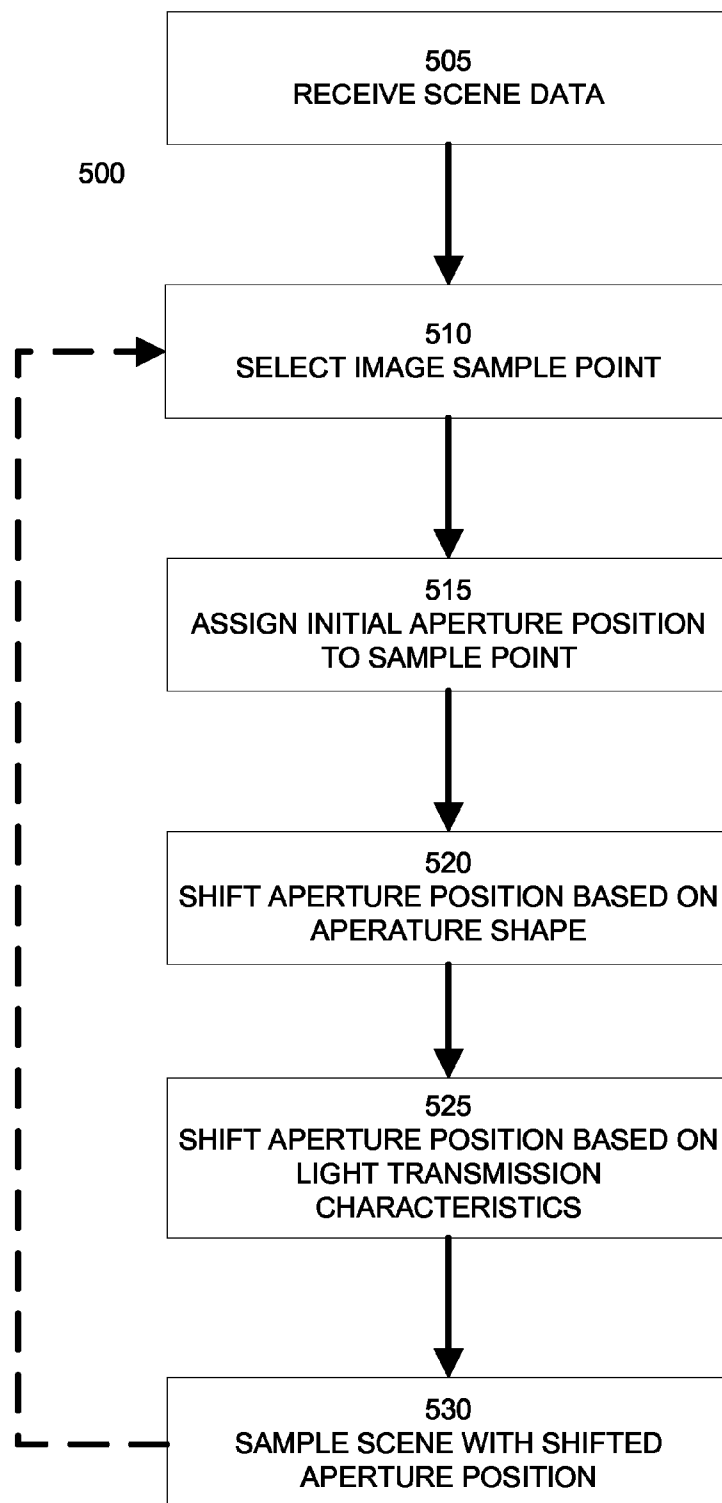 505
RECEIVE SCENE DATA
500
510
SELECT IMAGE SAMPLE POINT
515
ASSIGN INITIAL APERTURE POSITION
TO SAMPLE POINT
520
SHIFT APERTURE POSITION BASED ON
APERATURE SHAPE
525
SHIFT APERTURE POSITION BASED ON
LIGHT TRANSMISSION
CHARACTERISTICS
530
SAMPLE SCENE WITH SHIFTED
APERTURE POSITION